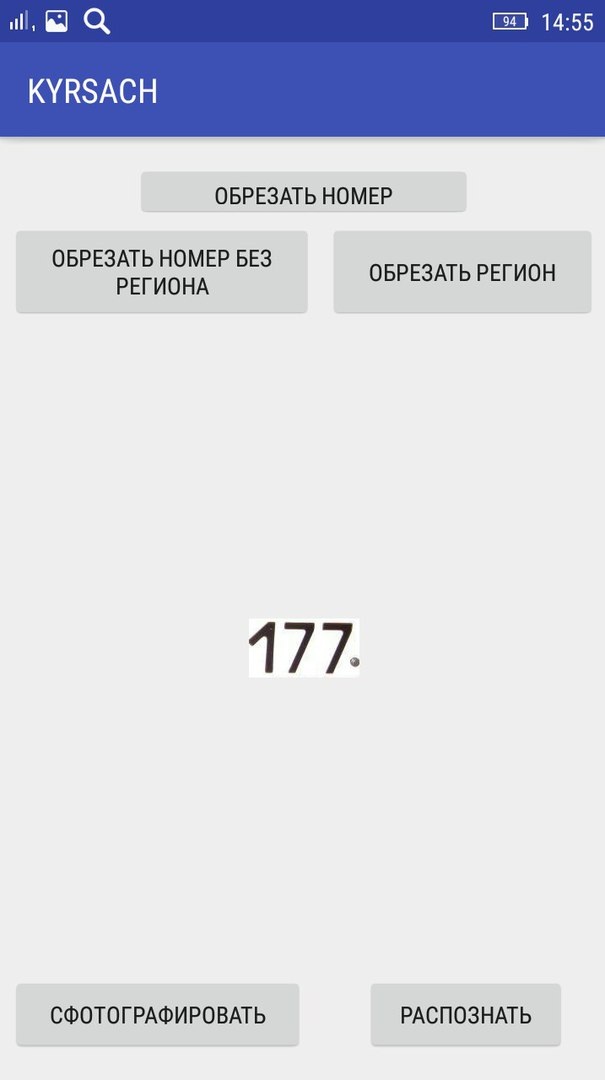 94 14:55
KYRSACH
ОБРЕЗАТЬ НОМЕР
ОБРЕЗАТЬ НОМЕР БЕЗ
РЕГИОНА
ОБРЕЗАТЬ РЕГИОН
177
СФОТОГРАФИРОВАТЬ
РАСПОЗНАТЬ